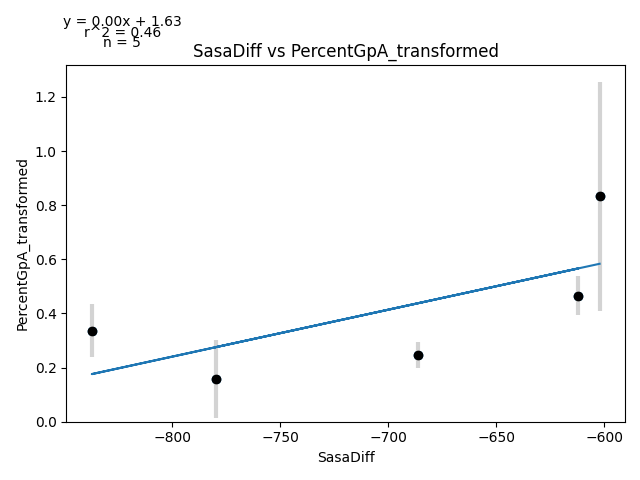 y = 0.00x + 1.63
r^2 = 0.46
n = 5
SasaDiff vs PercentGpA_transformed
PercentGpA_transformed
1.2
1.0
0.8
0.6
0.4
0.2
0.0
−800
−750
−700
−650
−600
SasaDiff